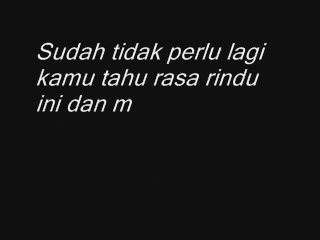 Sudah tidak perlu lagi
kamu tahu rasa rindu
ini dan m